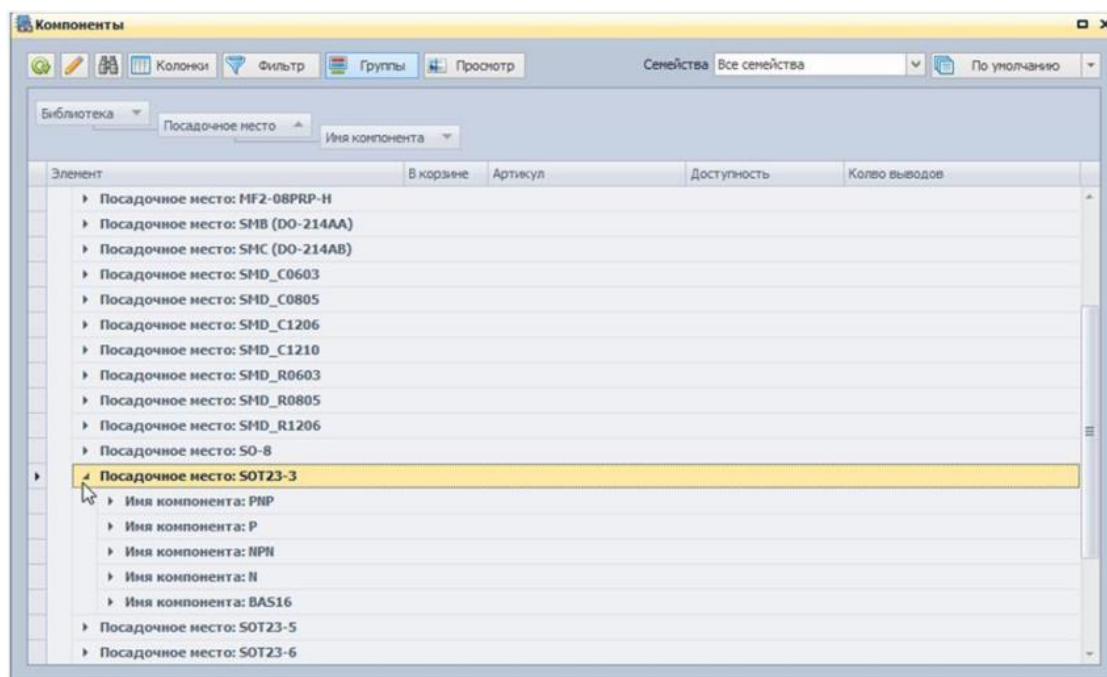 Компоненты
Колонки Фильтр Группы Просмотр Семейства Все семейства По умолчанию
Библиотека
Посадочное место
Имя компонента
Элемент В корзине Артикул Доступность Колво выводов
Посадочное место: MF2-08PRP-H
Посадочное место: SMB (DO-214AA)
Посадочное место: SMC (DO-214AB)
Посадочное место: SMD_C0603
Посадочное место: SMD_C0805
Посадочное место: SMD_C1206
Посадочное место: SMD_C1210
Посадочное место: SMD_R0603
Посадочное место: SMD_R0805
Посадочное место: SMD_R1206
Посадочное место: SO-8
Посадочное место: SOT23-3
Имя компонента: PNP
Имя компонента: P
Имя компонента: NPN
Имя компонента: N
Имя компонента: BAS16
Посадочное место: SOT23-5
Посадочное место: SOT23-6